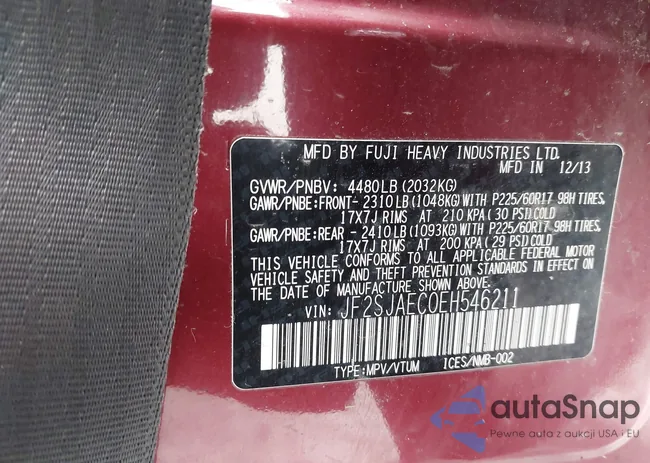 MFD BY FUJI HEAVY INDUSTRIES LTD.
12/13
GVWR/PNBV: 4480LB(2032KG)
GAWR/PNBE:FRONT- 2310LB(1048KG)WITH P225/60R17 98H TIRES,
17X7J RIMS AT 210 KPA(30 PSI)COLD
GAWR/PNBE:REAR - 2410LB(1093KG)WITH P225/60R17 98H TIRES,
17X7J RIMS AT 200 KPA(29 PSI)COLD
THIS VEHICLE CONFORMS TO ALL APPLICABLE FEDERAL MOTOR
VEHICLE SAFETY AND THEFT PREVENTION STANDARDS IN EFFECT ON
THE DATE OF MANUFACTURE SHOWN ABOVE.
VIN: JF2SJAEC0EH546211
TYPE:MPV/VTUM ICES/NMB-002
autaSnap
Pewne auta z aukcji USA i EU